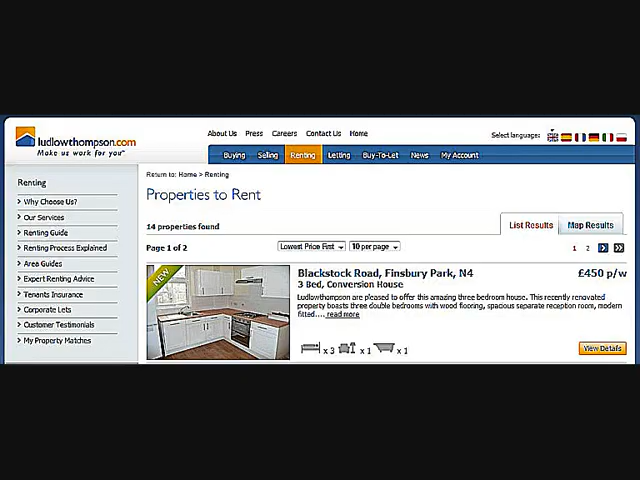 ludlowthompson.com
Make us work for you
About Us Press Careers Contact Us Home
Select language:
Buying Selling Renting Letting Buy-To-Let News My Account
Return to: Home > Renting
Renting
> Why Choose Us?
> Our Services
> Renting Guide
> Renting Process Explained
> Area Guides
> Expert Renting Advice
> Tenants Insurance
> Corporate Lets
> Customer Testimonials
> My Property Matches
Properties to Rent
14 properties found
List Results Map Results
Page 1 of 2
Lowest Price First 10 per page
1 2
NEW
Blackstock Road, Finsbury Park, N4 £450 p/w
3 Bed, Conversion House
Ludlowthompson are pleased to offer this amazing three bedroom house. This recently renovated
property boasts three double bedrooms with wood flooring, spacious separate reception room, modern
fitted.... read more
x 3 x 1 x 1
View Details